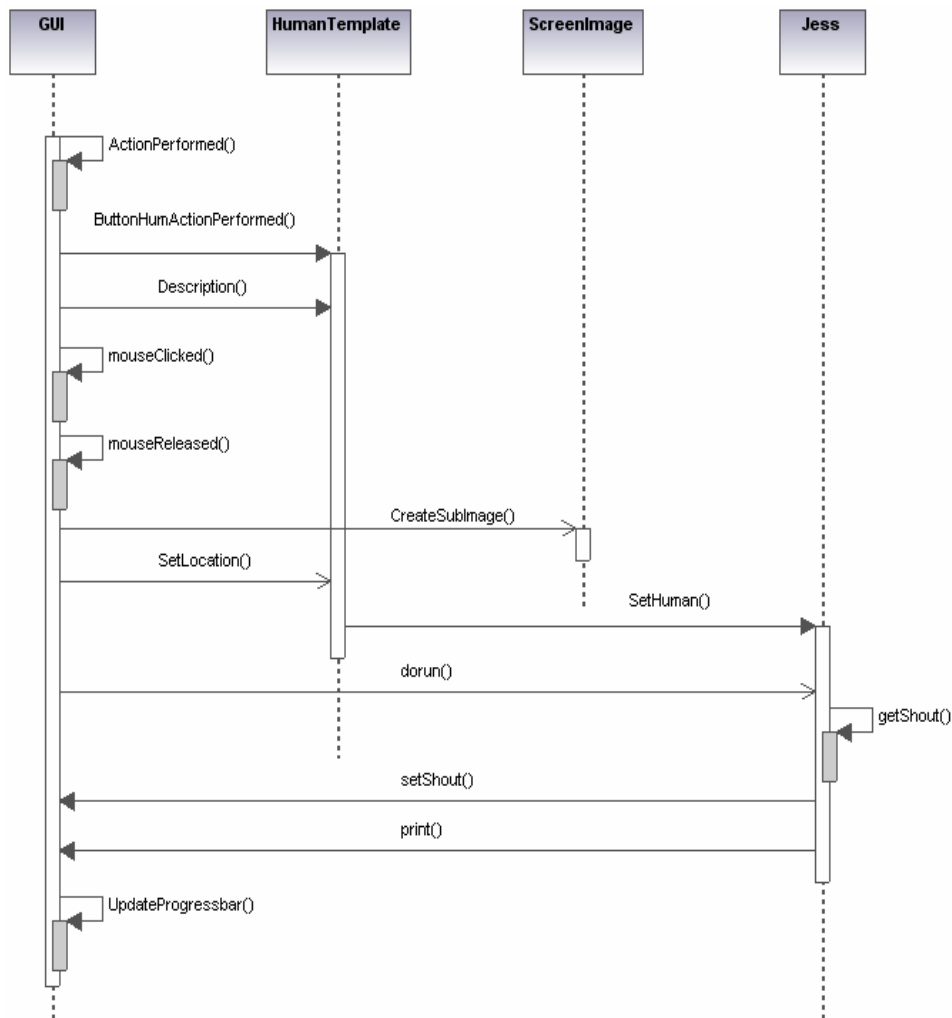 GUI
HumanTemplate
ScreenImage
Jess
ActionPerformed()
ButtonHumActionPerformed()
Description()
mouseClicked()
mouseReleased()
CreateSubImage()
SetLocation()
SetHuman()
dorun()
getShout()
setShout()
print()
UpdateProgressbar()